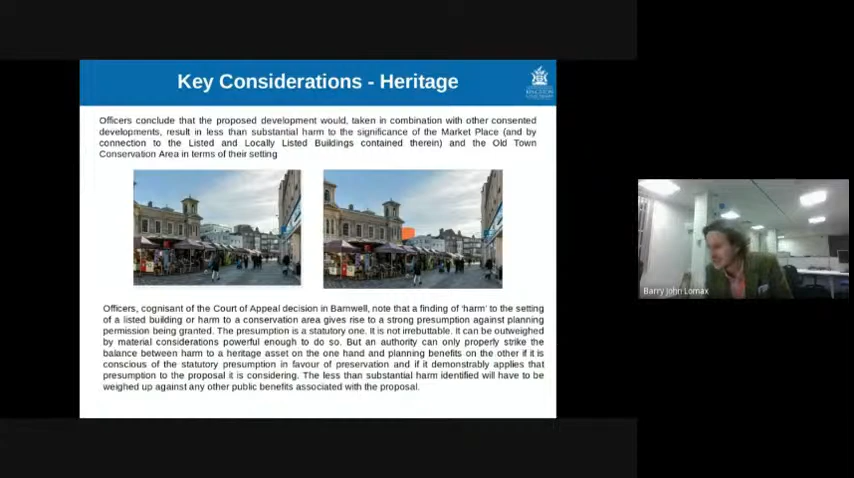 Key Considerations - Heritage
KINGSTON
Officers conclude that the proposed development would, taken in combination with other consented
developments, result in less than substantial harm to the significance of the Market Place (and by
connection to the Listed and Locally Listed Buildings contained therein) and the Old Town
Conservation Area in terms of their setting
Officers, cognisant of the Court of Appeal decision in Barnwell, note that a finding of 'harm' to the setting
of a listed building or harm to a conservation area gives rise to a strong presumption against planning
permission being granted. The presumption is a statutory one. It is not irrebuttable. It can be outweighed
by material considerations powerful enough to do so. But an authority can only properly strike the
balance between harm to a heritage asset on the one hand and planning benefits on the other if it is
conscious of the statutory presumption in favour of preservation and if it demonstrably applies that
presumption to the proposal it is considering. The less than substantial harm identified will have to be
weighed up against any other public benefits associated with the proposal.
Barry John Lomax